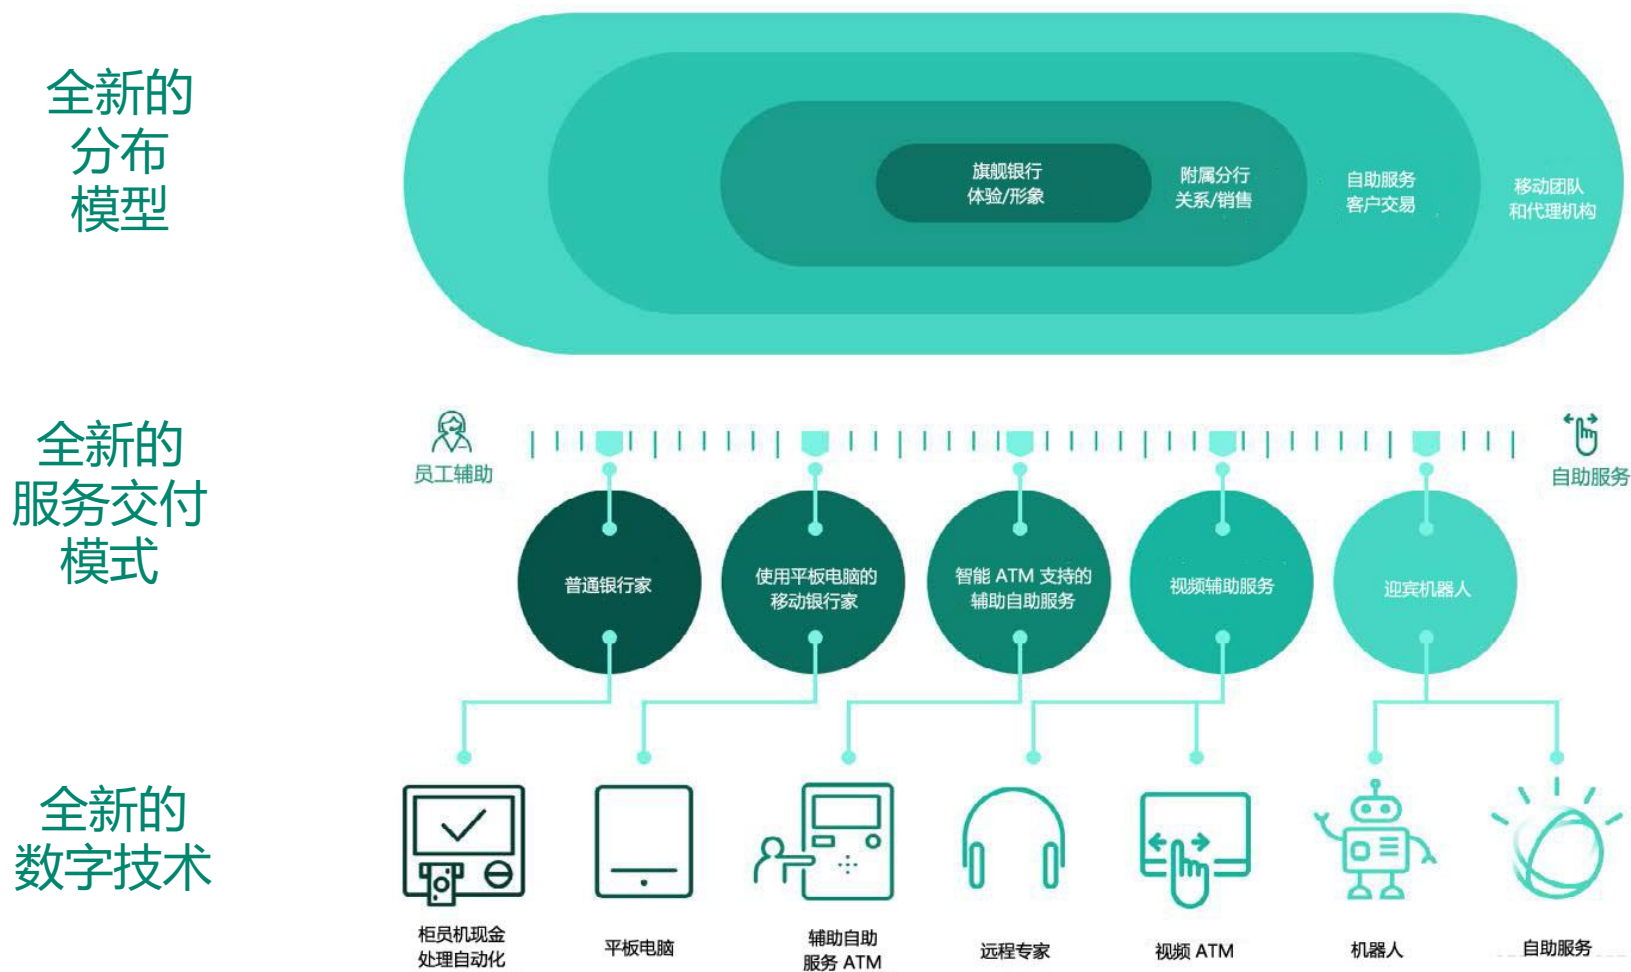 全新的
分布
模型
旗舰银行
体验/形象
附属分行
关系/销售
自助服务
客户交易
移动团队
和代理机构
全新的
服务交付
模式
员工辅助
自助服务
普通银行家
使用平板电脑的
移动银行家
智能 ATM 支持的
辅助自助服务
视频辅助服务
迎宾机器人
全新的
数字技术
柜员机现金
处理自动化
平板电脑
辅助自助
服务 ATM
远程专家
视频 ATM
机器人
自助服务